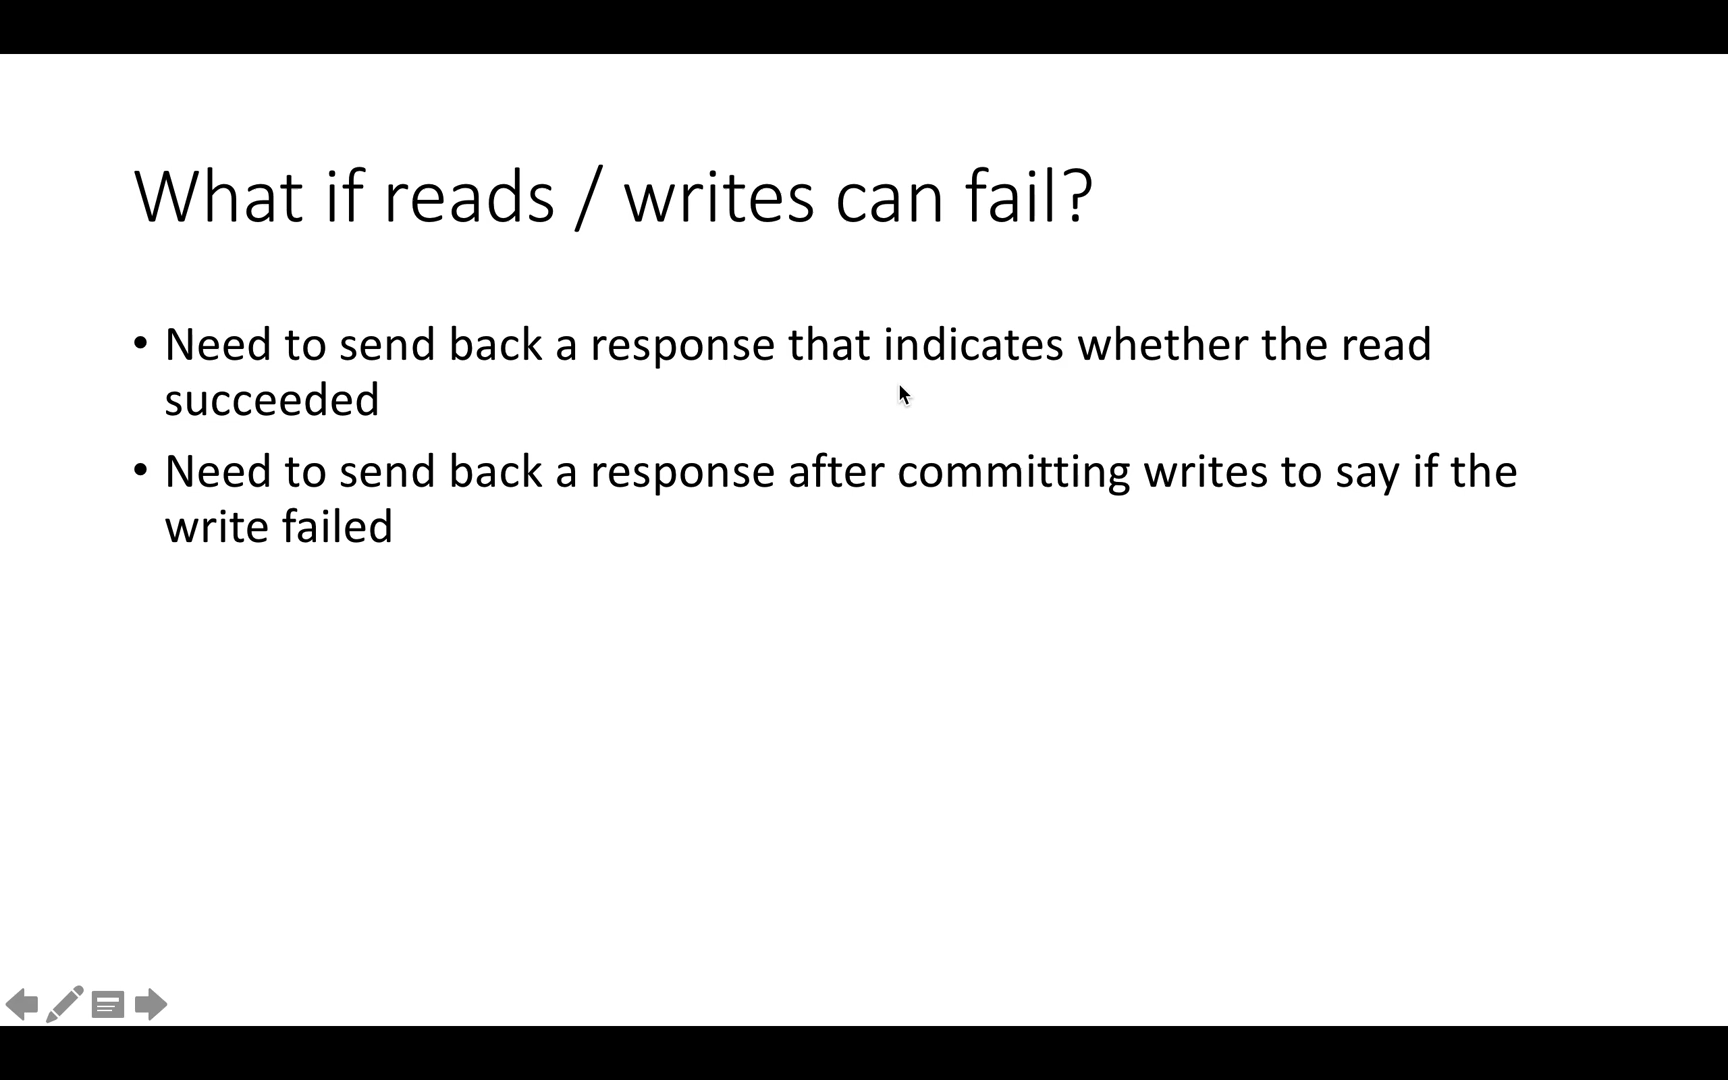 What if reads / writes can fail?
• Need to send back a response that indicates whether the read
succeeded
• Need to send back a response after committing writes to say if the
write failed